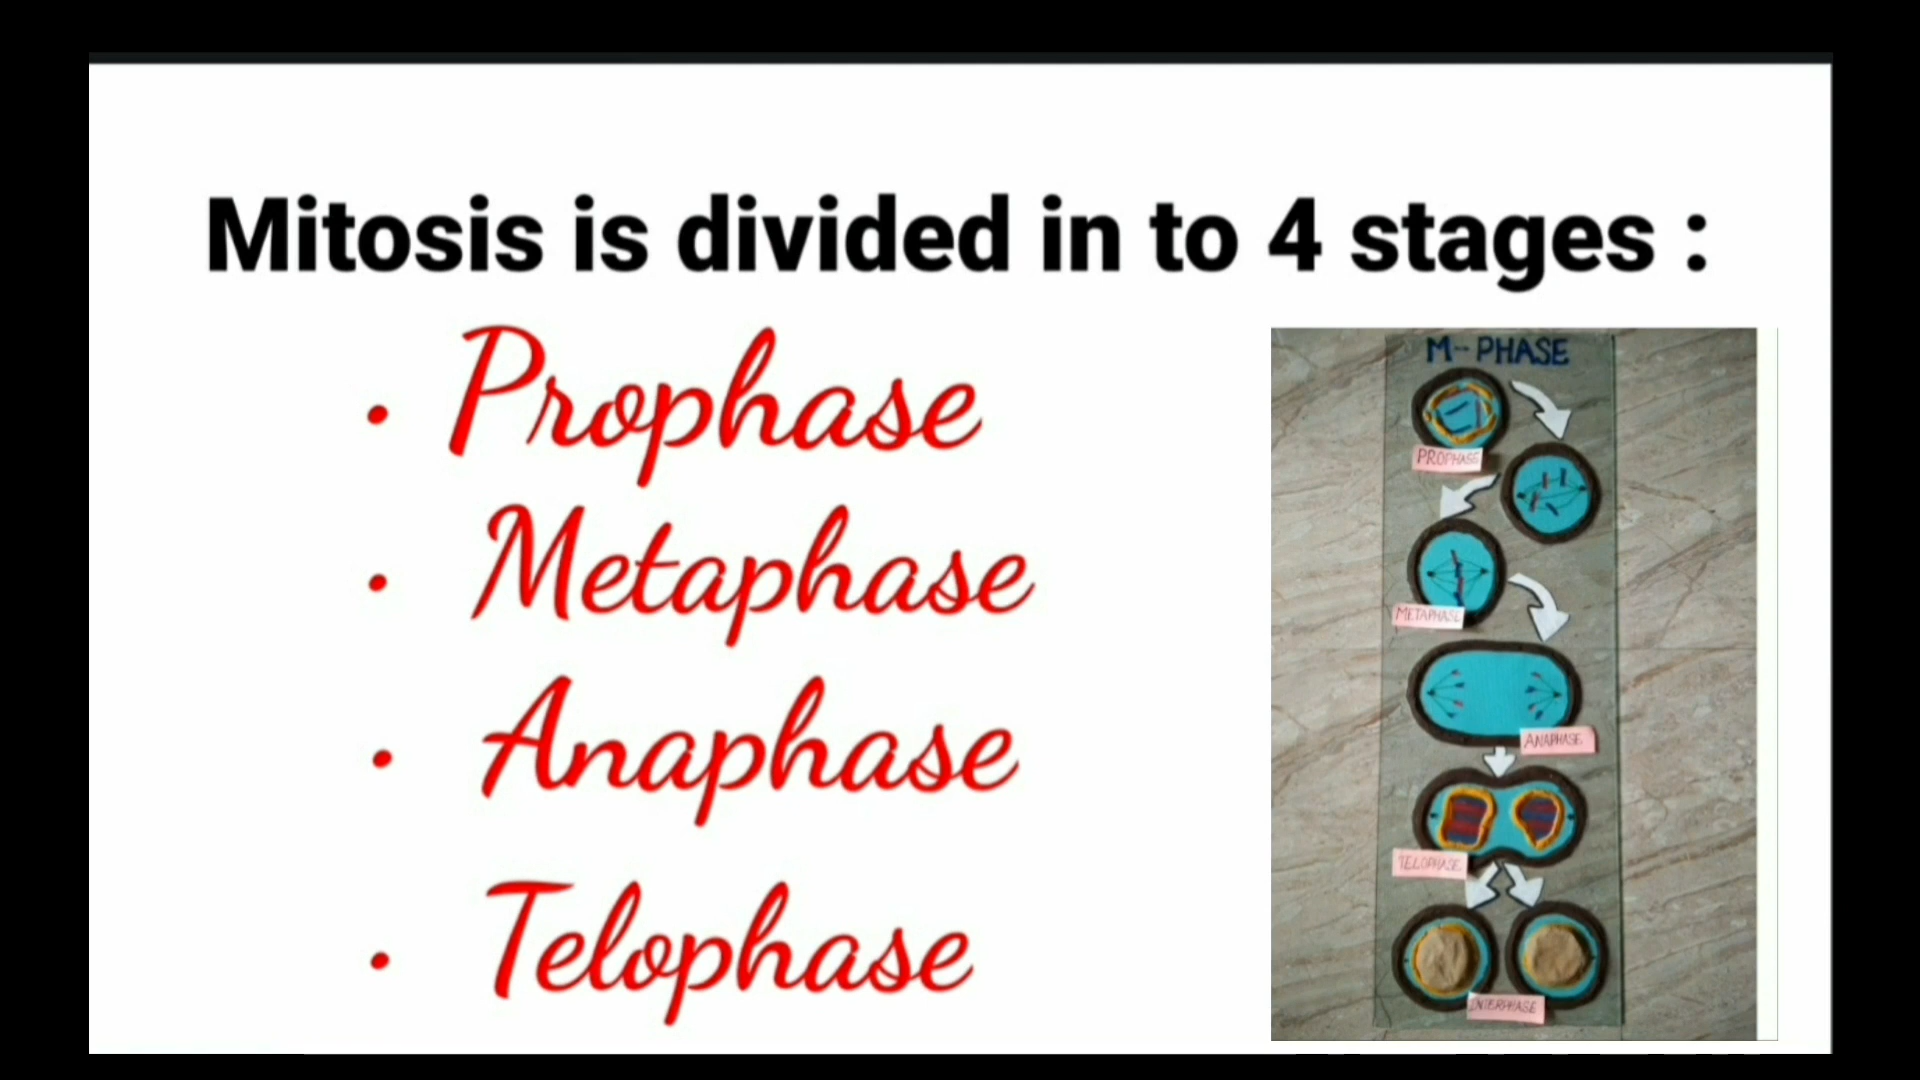 Mitosis is divided in to 4 stages :
• Prophase
• Metaphase
• Anaphase
• Telophase
M-PHASE
PROPHASE
METAPHASE
ANAPHASE
TELOPHASE
INTERPHASE